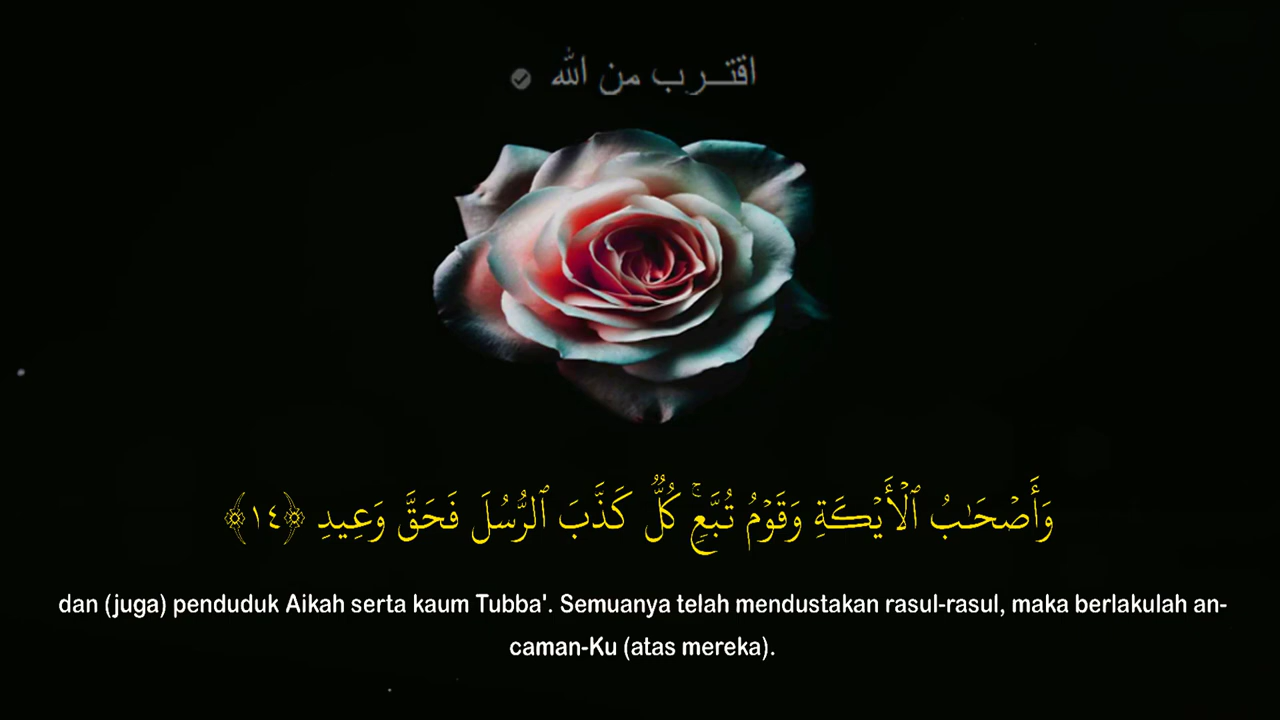 اقتـــرب من الله
وَأَصْحَٰبُ ٱلْأَيْكَةِ وَقَوْمُ تُبَّعٍۚ كُلٌّ كَذَّبَ ٱلرُّسُلَ فَحَقَّ وَعِيدِ ﴿١٤﴾
dan (juga) penduduk Aikah serta kaum Tubba'. Semuanya telah mendustakan rasul-rasul, maka berlakulah an-
caman-Ku (atas mereka).